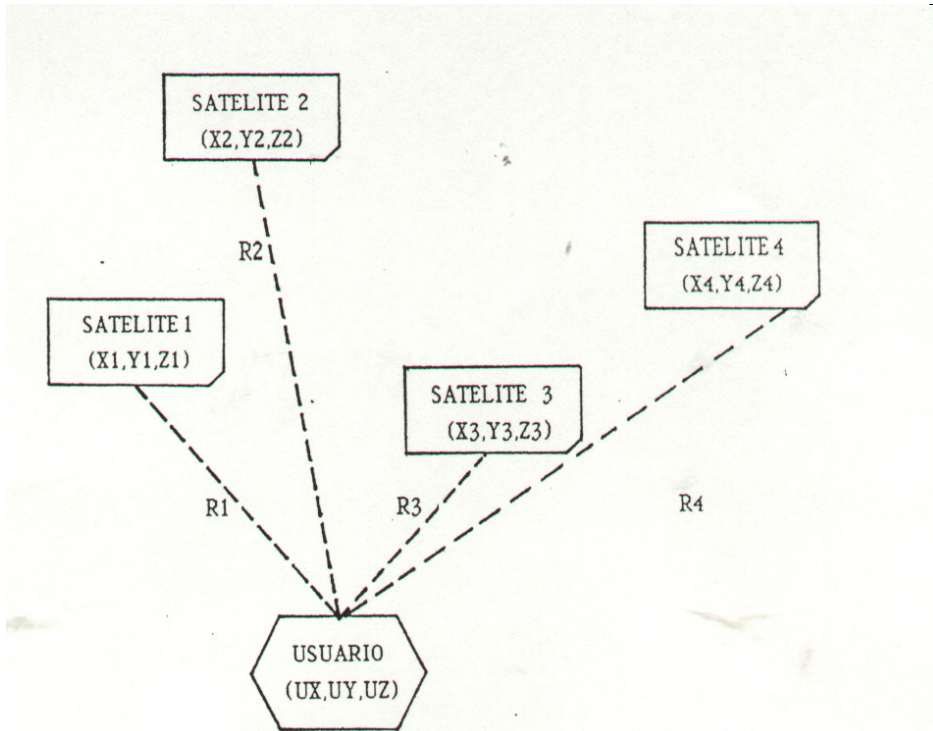 SATELITE 2
(X2,Y2,Z2)
SATELITE 4
(X4,Y4,Z4)
R2
SATELITE 1
(X1,Y1,Z1)
SATELITE 3
(X3,Y3,Z3)
R1
R3
R4
USUARIO
(UX,UY,UZ)